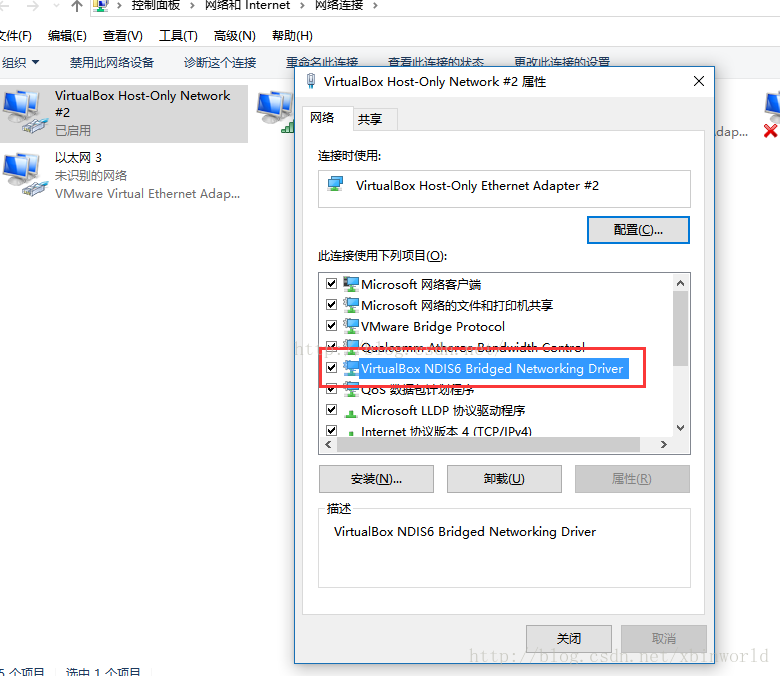 控制面板 › 网络和 Internet › 网络连接 ›
文件(F) 编辑(E) 查看(V) 工具(T) 高级(N) 帮助(H)
组织 禁用此网络设备 诊断这个连接 重命名此连接 查看此连接的状态 更改此连接的设置
VirtualBox Host-Only Network
#2
已启用
以太网 3
未识别的网络
VMware Virtual Ethernet Adap...
dap...
VirtualBox Host-Only Network #2 属性
网络 共享
连接时使用:
VirtualBox Host-Only Ethernet Adapter #2
配置(C)...
此连接使用下列项目(O):
Microsoft 网络客户端
Microsoft 网络的文件和打印机共享
VMware Bridge Protocol
Qualcomm Atheros Bandwidth Control
VirtualBox NDIS6 Bridged Networking Driver
QoS 数据包计划程序
Microsoft LLDP 协议驱动程序
Internet 协议版本 4 (TCP/IPv4)
安装(N)... 卸载(U) 属性(R)
描述
VirtualBox NDIS6 Bridged Networking Driver
关闭 取消
http://blog.csdn.net/xbinworld
5 个项目 选中 1 个项目